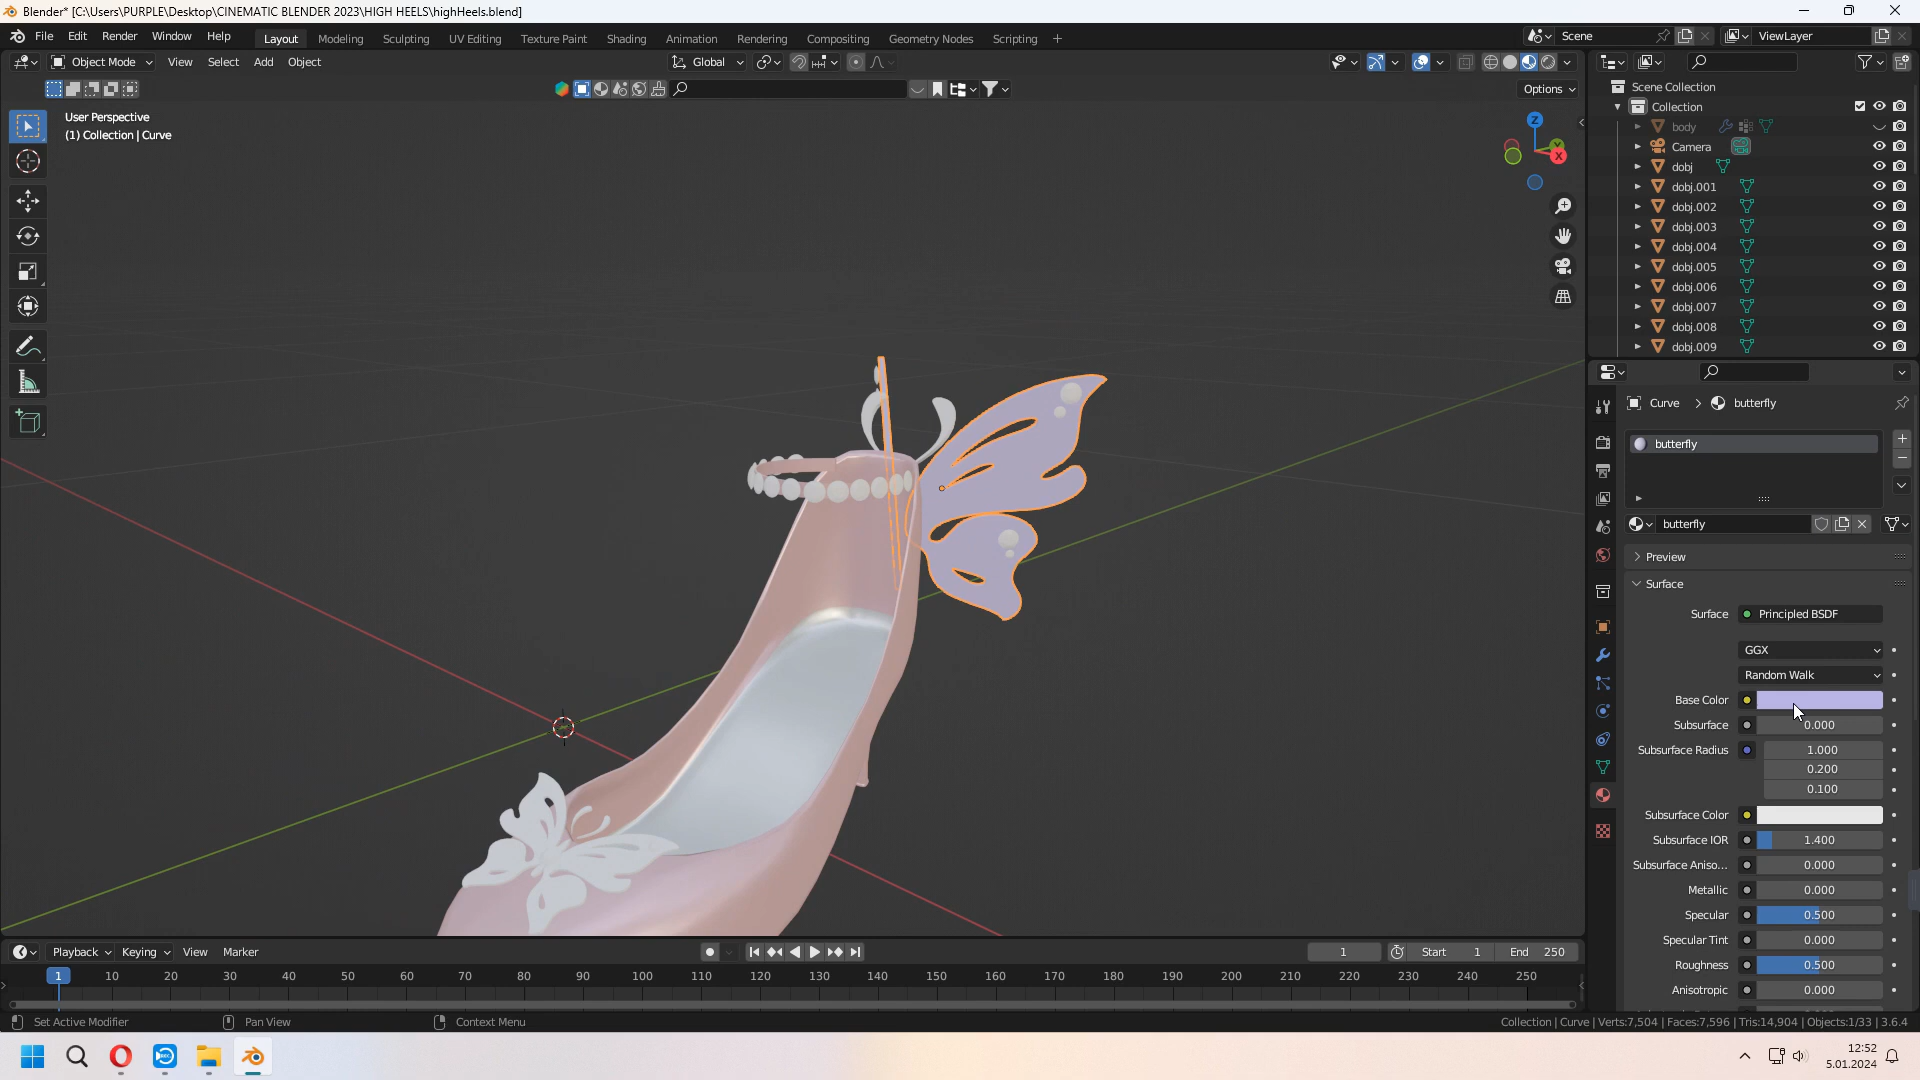 Blender* [C:\Users\PURPLE\Desktop\CINEMATIC BLENDER 2023\HIGH HEELS\highHeels.blend]
File Edit Render Window Help Layout Modeling Sculpting UV Editing Texture Paint Shading Animation Rendering Compositing Geometry Nodes Scripting + Scene ViewLayer
Object Mode View Select Add Object Global
Options
User Perspective
(1) Collection | Curve
Z
Y
X
Scene Collection
Collection
body
Camera
dobj
dobj.001
dobj.002
dobj.003
dobj.004
dobj.005
dobj.006
dobj.007
dobj.008
dobj.009
Curve > butterfly
butterfly
butterfly
Preview
Surface
Surface Principled BSDF
GGX
Random Walk
Base Color
Subsurface 0.000
Subsurface Radius 1.000
0.200
0.100
Subsurface Color
Subsurface IOR 1.400
Subsurface Aniso... 0.000
Metallic 0.000
Specular 0.500
Specular Tint 0.000
Roughness 0.500
Anisotropic 0.000
Playback Keying View Marker 1 Start 1 End 250
1 10 20 30 40 50 60 70 80 90 100 110 120 130 140 150 160 170 180 190 200 210 220 230 240 250
Set Active Modifier Pan View Context Menu Collection | Curve | Verts:7,504 | Faces:7,596 | Tris:14,904 | Objects:1/33 | 3.6.4
12:52
5.01.2024